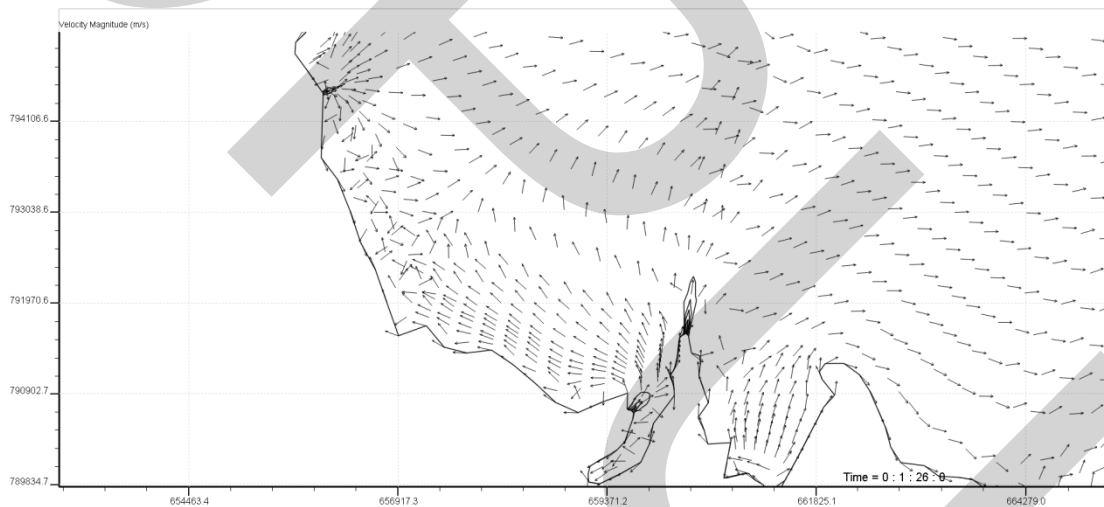 Velocity Magnitude (m/s)
794106.6
793038.6
791970.6
790902.7
789834.7
Time = 0 : 1 : 26 : 0
654463.4 656917.3 659371.2 661825.1 664279.0